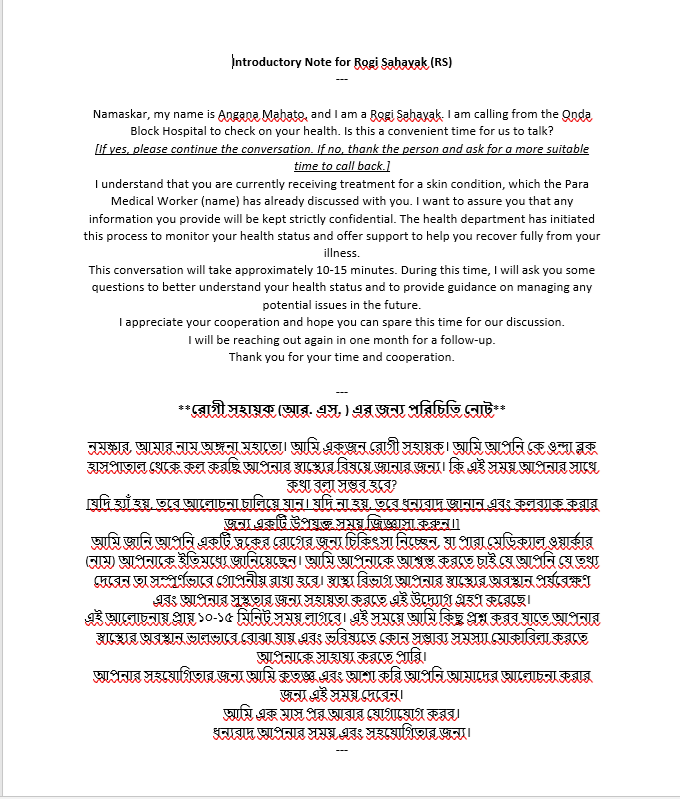 Introductory Note for Rogi Sahayak (RS)
---
Namaskar, my name is Angana Mahato, and I am a Rogi Sahayak. I am calling from the Onda
Block Hospital to check on your health. Is this a convenient time for us to talk?
[If yes, please continue the conversation. If no, thank the person and ask for a more suitable
time to call back.]
I understand that you are currently receiving treatment for a skin condition, which the Para
Medical Worker (name) has already discussed with you. I want to assure you that any
information you provide will be kept strictly confidential. The health department has initiated
this process to monitor your health status and offer support to help you recover fully from your
illness.
This conversation will take approximately 10-15 minutes. During this time, I will ask you some
questions to better understand your health status and to provide guidance on managing any
potential issues in the future.
I appreciate your cooperation and hope you can spare this time for our discussion.
I will be reaching out again in one month for a follow-up.
Thank you for your time and cooperation.
---
**রোগী সহায়ক (আর. এস. ) এর জন্য পরিচিতি নোট**
নমস্কার, আমার নাম অঙ্গনা মহাতো। আমি একজন রোগী সহায়ক। আমি আপনি কে ওন্দা ব্লক
হাসপাতাল থেকে কল করছি আপনার স্বাস্থ্যের বিষয়ে জানার জন্য। কি এই সময় আপনার সাথে
কথা বলা সম্ভব হবে?
[যদি হ্যাঁ হয়, তবে আলোচনা চালিয়ে যান। যদি না হয়, তবে ধন্যবাদ জানান এবং কলব্যাক করার
জন্য একটি উপযুক্ত সময় জিজ্ঞাসা করুন।]
আমি জানি আপনি একটি ত্বকের রোগের জন্য চিকিৎসা নিচ্ছেন, যা পারা মেডিক্যাল ওয়ার্কার
(নাম) আপনাকে ইতিমধ্যে জানিয়েছেন। আমি আপনাকে আশ্বস্ত করতে চাই যে আপনি যে তথ্য
দেবেন তা সম্পূর্ণভাবে গোপনীয় রাখা হবে। স্বাস্থ্য বিভাগ আপনার স্বাস্থ্যের অবস্থান পর্যবেক্ষণ
এবং আপনার সুস্থতার জন্য সহায়তা করতে এই উদ্যোগ গ্রহণ করেছে।
এই আলোচনায় প্রায় ১০-১৫ মিনিট সময় লাগবে। এই সময়ে আমি কিছু প্রশ্ন করব যাতে আপনার
স্বাস্থ্যের অবস্থান ভালভাবে বোঝা যায় এবং ভবিষ্যতে কোন সম্ভাব্য সমস্যা মোকাবিলা করতে
আপনাকে সাহায্য করতে পারি।
আপনার সহযোগিতার জন্য আমি কৃতজ্ঞ এবং আশা করি আপনি আমাদের আলোচনা করার
জন্য এই সময় দেবেন।
আমি এক মাস পর আবার যোগাযোগ করব।
ধন্যবাদ আপনার সময় এবং সহযোগিতার জন্য।
---